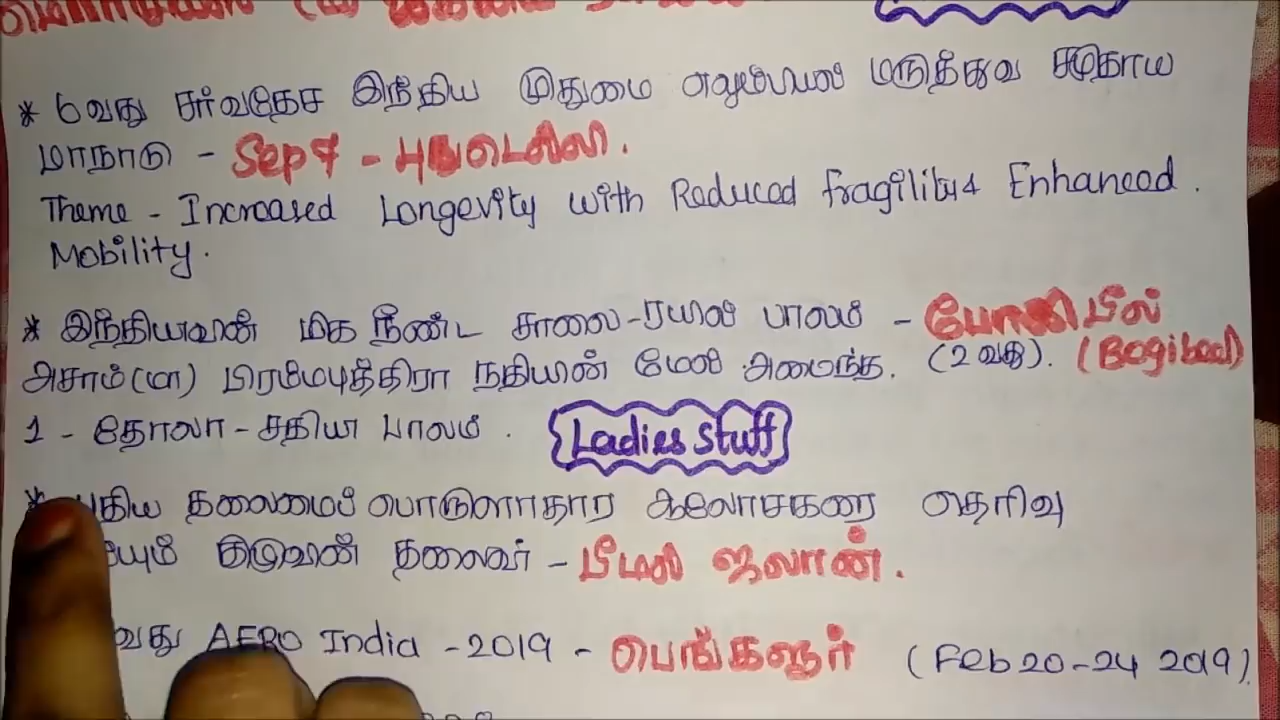 * 6வது சர்வதேச இந்திய முதுமை எலும்பியல் மருத்துவ சமூகாய
மாநாடு - Sep 7 - புதுடெல்லி.
Theme - Increased Longevity with Reduced fragility & Enhanced.
Mobility.
* இந்தியாவின் மிக நீண்ட சாலை-ரயில் பாலம் - போகிபீல்
அசாம்(மா) பிரம்மபுத்திரா நதியின் மேல் அமைந்த. (2வது). (Bogibeel)
1 - தோலா - சதியா பாலம்.
Ladies Stuff
* புதிய தலைமைப் பொருளாதார ஆலோசகரை தெரிவு
யும் குழுவின் தலைவர் - பீமல் ஜலான்.
வது AERO India - 2019 - பெங்களூர் (Feb 20-24 2019).